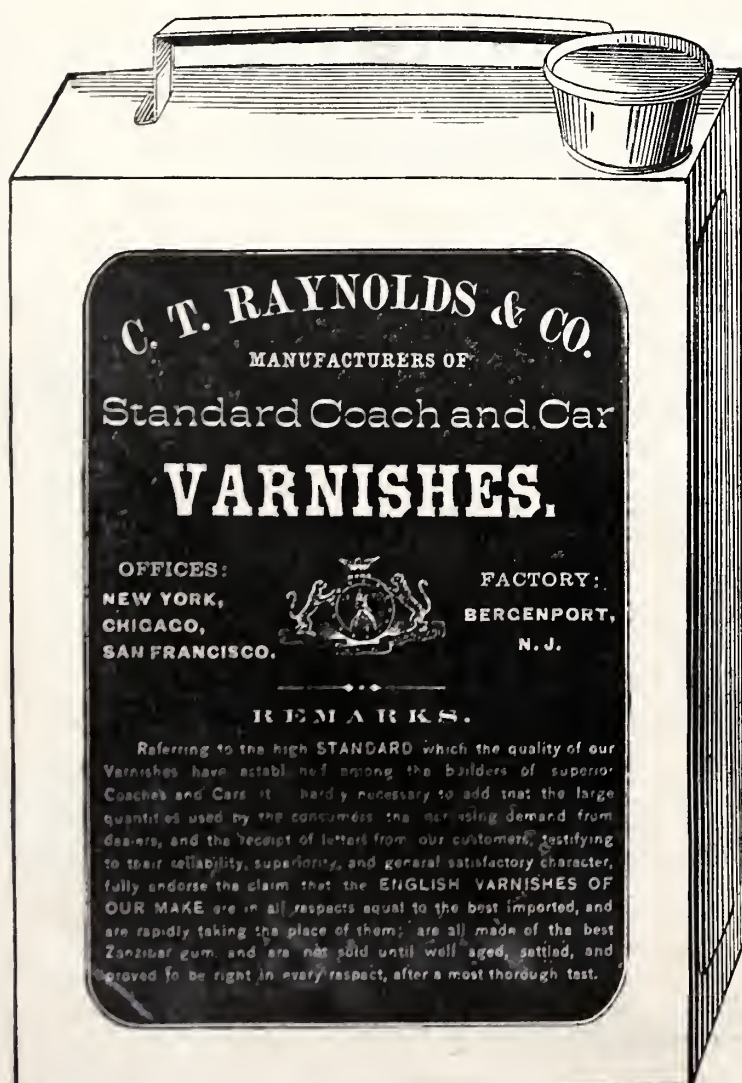 C. T. RAYNOLDS & CO.
MANUFACTURERS OF
Standard Coach and Car
VARNISHES.
OFFICES:
NEW YORK,
CHICAGO,
SAN FRANCISCO.
FACTORY:
BERGENPORT,
N. J.
REMARKS.
Referring to the high STANDARD which the quality of our
Varnishes have established among the builders of superior
Coaches and Cars it hardly necessary to add that the large
quantities used by the consumers the demand from
dealers, and the receipt of letters from our customers, testifying
to their reliability, superiority, and general satisfactory character,
fully endorse the claim that the ENGLISH VARNISHES OF
OUR MAKE are in all respects equal to the best imported, and
are rapidly taking the place of them; are all made of the best
Zanzibar gum and are not sold until well aged, settled, and
proved to be right in every respect, after a most thorough test.